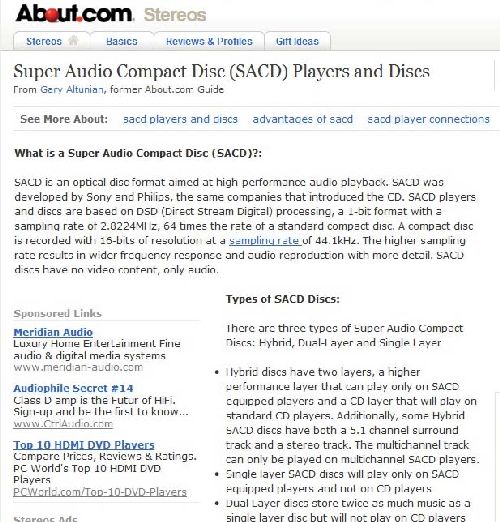 About.com. Stereos
Stereos Basics Reviews & Profiles Gift Ideas
Super Audio Compact Disc (SACD) Players and Discs
From Gary Altunian, former About.com Guide
See More About: sacd players and discs advantages of sacd sacd player connections
What is a Super Audio Compact Disc (SACD)?:
SACD is an optical disc format aimed at high-performance audio playback. SACD was
developed by Sony and Philips, the same companies that introduced the CD. SACD players
and discs are based on DSD (Direct Stream Digital) processing, a 1-bit format with a
sampling rate of 2.8224MHz, 64 times the rate of a standard compact disc. A compact disc
is recorded with 16-bits of resolution at a sampling rate of 44.1kHz. The higher sampling
rate results in wider frequency response and audio reproduction with more detail. SACD
discs have no video content, only audio.
Sponsored Links
Meridian Audio
Luxury Home Entertainment Fine
audio & digital media systems
www.meridian-audio.com
Audiophile Secret #14
Class D amp is the Futur of HiFi.
Sign-up and be the first to know...
www.CtrlAudio.com
Top 10 HDMI DVD Players
Compare Prices, Reviews & Ratings.
PC World's Top 10 HDMI DVD
Players
PCWorld.com/Top-10-DVD-Players
Stereos Ads
Types of SACD Discs:
There are three types of Super Audio Compact
Discs: Hybrid, Dual-Layer and Single Layer
• Hybrid discs have two layers, a higher
performance layer that can play only on SACD
equipped players and a CD layer that will play on
standard CD players. Additionally, some Hybrid
SACD discs have both a 5.1 channel surround
track and a stereo track. The multichannel track
can only be played on multichannel SACD players.
• Single layer SACD discs will play only on SACD
equipped players and not on CD players
• Dual Layer discs store twice as much music as a
single layer disc but will not play on CD players